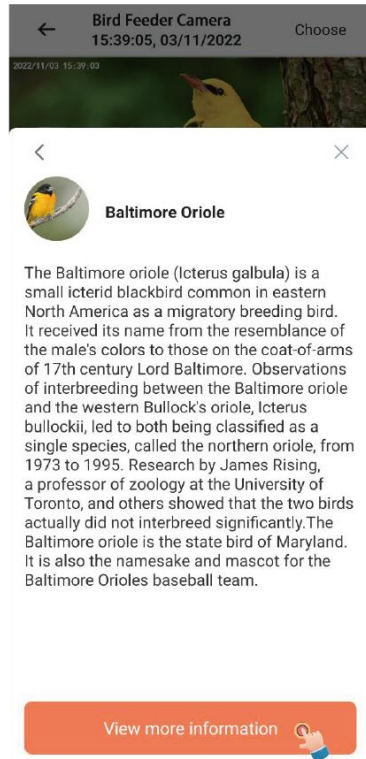 Bird Feeder Camera
15:39:05, 03/11/2022
Choose
2022/11/03 15:39:03
Baltimore Oriole
The Baltimore oriole (Icterus galbula) is a
small icterid blackbird common in eastern
North America as a migratory breeding bird.
It received its name from the resemblance of
the male's colors to those on the coat-of-arms
of 17th century Lord Baltimore. Observations
of interbreeding between the Baltimore oriole
and the western Bullock's oriole, Icterus
bullockii, led to both being classified as a
single species, called the northern oriole, from
1973 to 1995. Research by James Rising,
a professor of zoology at the University of
Toronto, and others showed that the two birds
actually did not interbreed significantly.The
Baltimore oriole is the state bird of Maryland.
It is also the namesake and mascot for the
Baltimore Orioles baseball team.
View more information